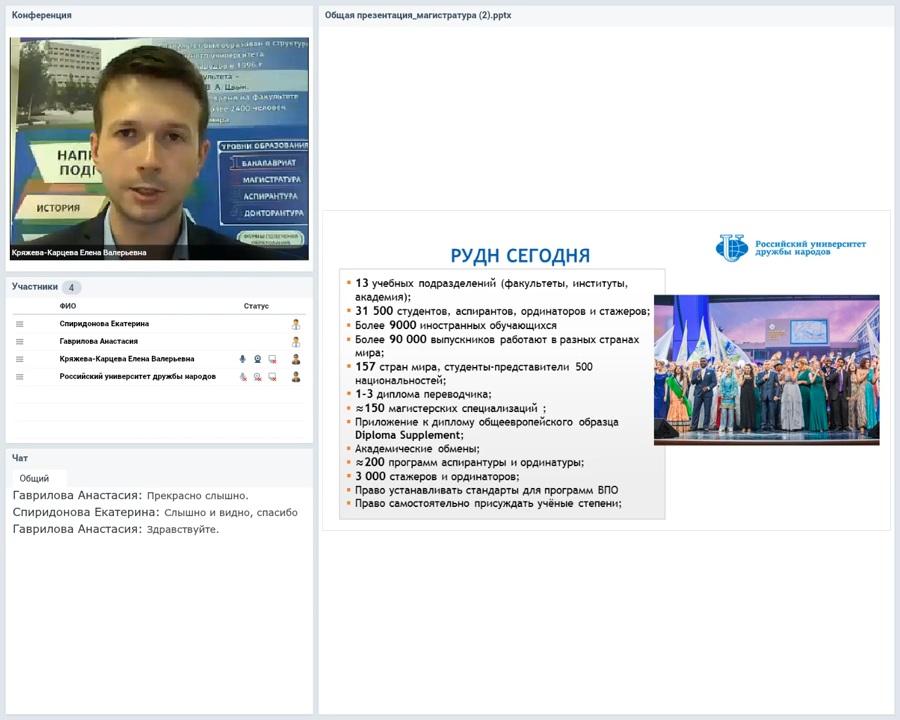 Конференция
НАПР
ПОДГ
ИСТОРИЯ
УРОВНИ ОБРАЗОВАНИЯ
БАКАЛАВРИАТ
МАГИСТРАТУРА
АСПИРАНТУРА
ДОКТОРАНТУРА
Кряжева-Карцева Елена Валерьевна
Участники 4
ФИО Статус
Спиридонова Екатерина
Гаврилова Анастасия
Кряжева-Карцева Елена Валерьевна
Российский университет дружбы народов
Чат
Общий
Гаврилова Анастасия: Прекрасно слышно.
Спиридонова Екатерина: Слышно и видно, спасибо
Гаврилова Анастасия: Здравствуйте.
Общая презентация_магистратура (2).pptx
Российский университет
дружбы народов
РУДН СЕГОДНЯ
13 учебных подразделений (факультеты, институты,
академия);
31 500 студентов, аспирантов, ординаторов и стажеров;
Более 9000 иностранных обучающихся
Более 90 000 выпускников работают в разных странах
мира;
157 стран мира, студенты-представители 500
национальностей;
1-3 диплома переводчика;
≈150 магистерских специализаций ;
Приложение к диплому общеевропейского образца
Diploma Supplement;
Академические обмены;
≈200 программ аспирантуры и ординатуры;
3 000 стажеров и ординаторов;
Право устанавливать стандарты для программ ВПО
Право самостоятельно присуждать учёные степени;